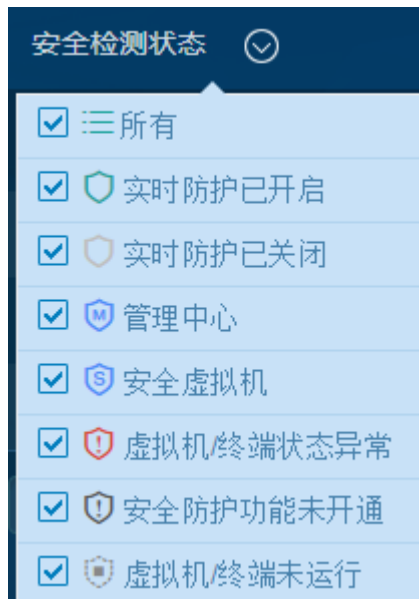 安全检测状态
所有
实时防护已开启
实时防护已关闭
M 管理中心
S 安全虚拟机
虚拟机/终端状态异常
安全防护功能未开通
虚拟机/终端未运行